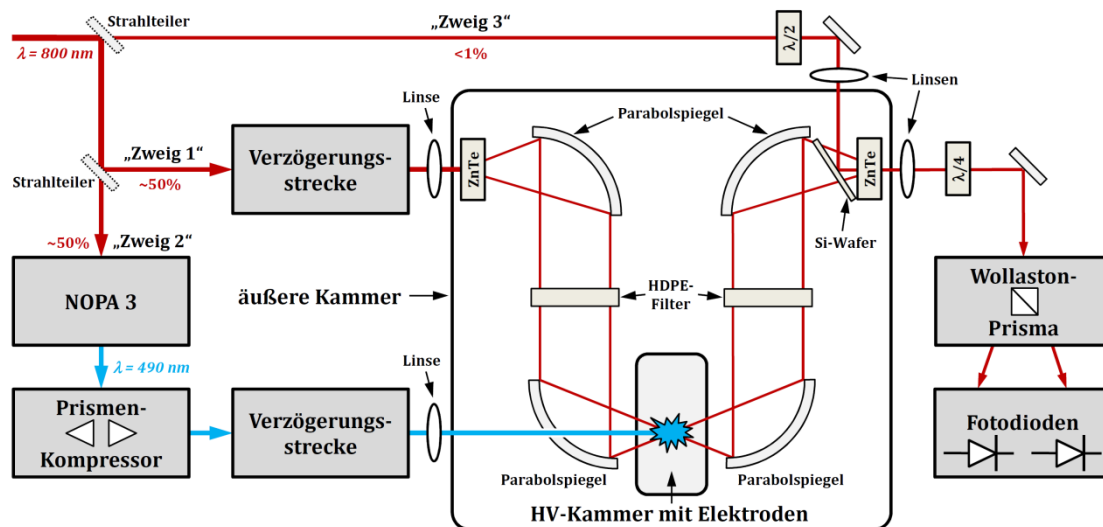 Strahlteiler
„Zweig 3“
λ = 800 nm
<1%
λ/2
Linse
Linsen
Parabolspiegel
„Zweig 1“
Verzögerungs-
strecke
ZnTe
ZnTe
λ/4
Strahlteiler
~50%
Si-Wafer
~50%
„Zweig 2“
NOPA 3
äußere Kammer
HDPE-
Filter
Wollaston-
Prisma
λ = 490 nm
Linse
Prismen-
Kompressor
Verzögerungs-
strecke
Fotodioden
Parabolspiegel
Parabolspiegel
HV-Kammer mit Elektroden